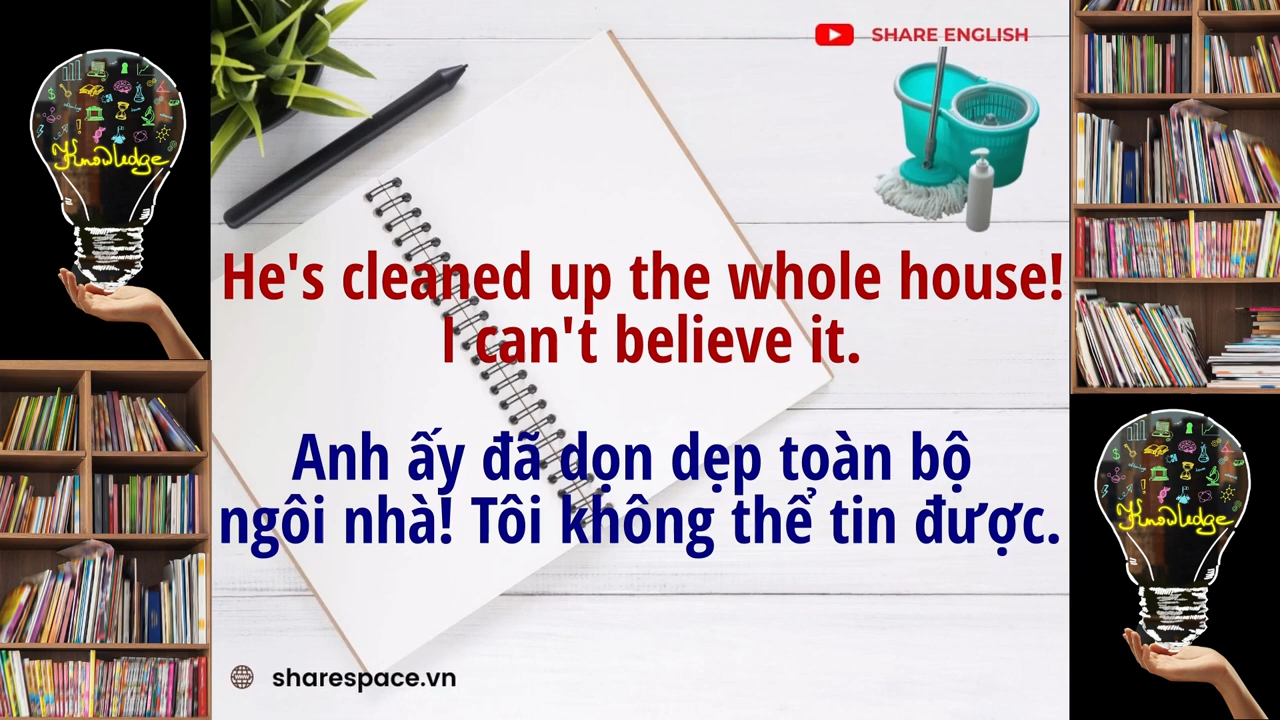 Knowledge
SHARE ENGLISH
He's cleaned up the whole house!
I can't believe it.
Anh ấy đã dọn dẹp toàn bộ
ngôi nhà! Tôi không thể tin được.
Knowledge
www
sharespace.vn